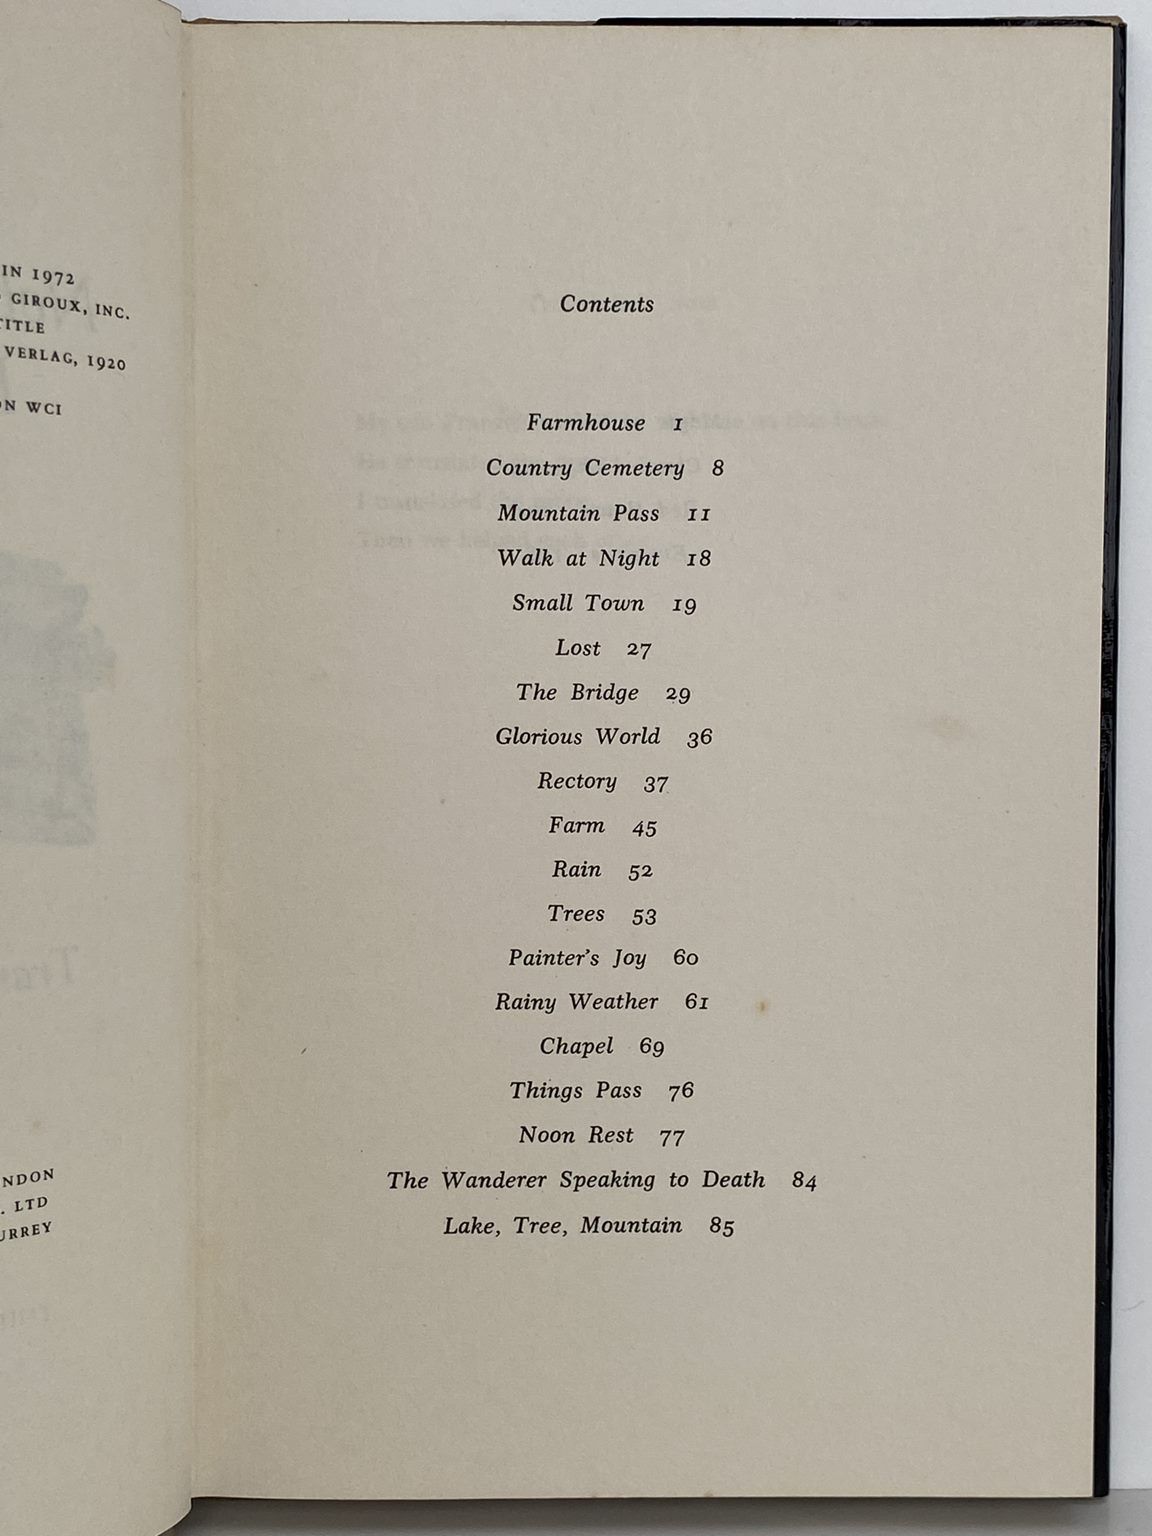 IN 1972
GIROUX, INC.
TITLE
VERLAG, 1920
ON WC1
NDON
. LTD
URREY
Contents
Farmhouse 1
Country Cemetery 8
Mountain Pass 11
Walk at Night 18
Small Town 19
Lost 27
The Bridge 29
Glorious World 36
Rectory 37
Farm 45
Rain 52
Trees 53
Painter's Joy 60
Rainy Weather 61
Chapel 69
Things Pass 76
Noon Rest 77
The Wanderer Speaking to Death 84
Lake, Tree, Mountain 85